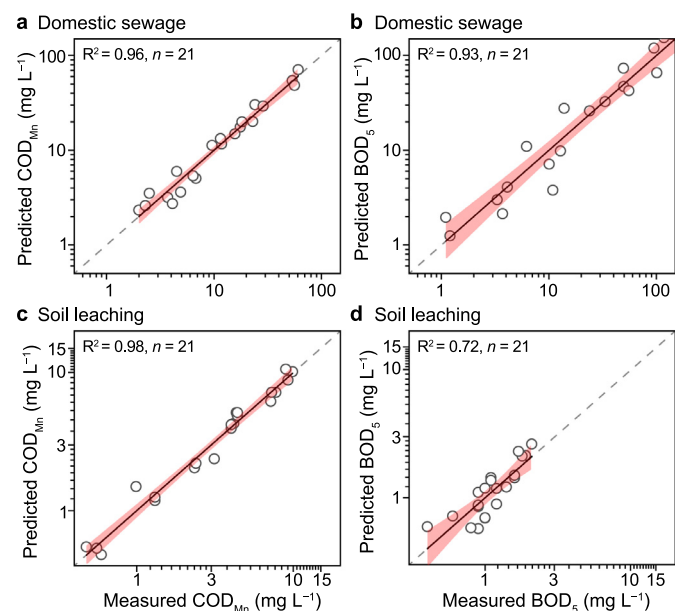 a Domestic sewage
R² = 0.96, n = 21
Predicted COD_Mn (mg L⁻¹)
100
10
1
1 10 100
b Domestic sewage
R² = 0.93, n = 21
Predicted BOD₅ (mg L⁻¹)
100
10
1
1 10 100
c Soil leaching
R² = 0.98, n = 21
Predicted COD_Mn (mg L⁻¹)
15
10
3
1
1 3 10 15
Measured COD_Mn (mg L⁻¹)
d Soil leaching
R² = 0.72, n = 21
Predicted BOD₅ (mg L⁻¹)
15
10
3
1
1 3 10 15
Measured BOD₅ (mg L⁻¹)